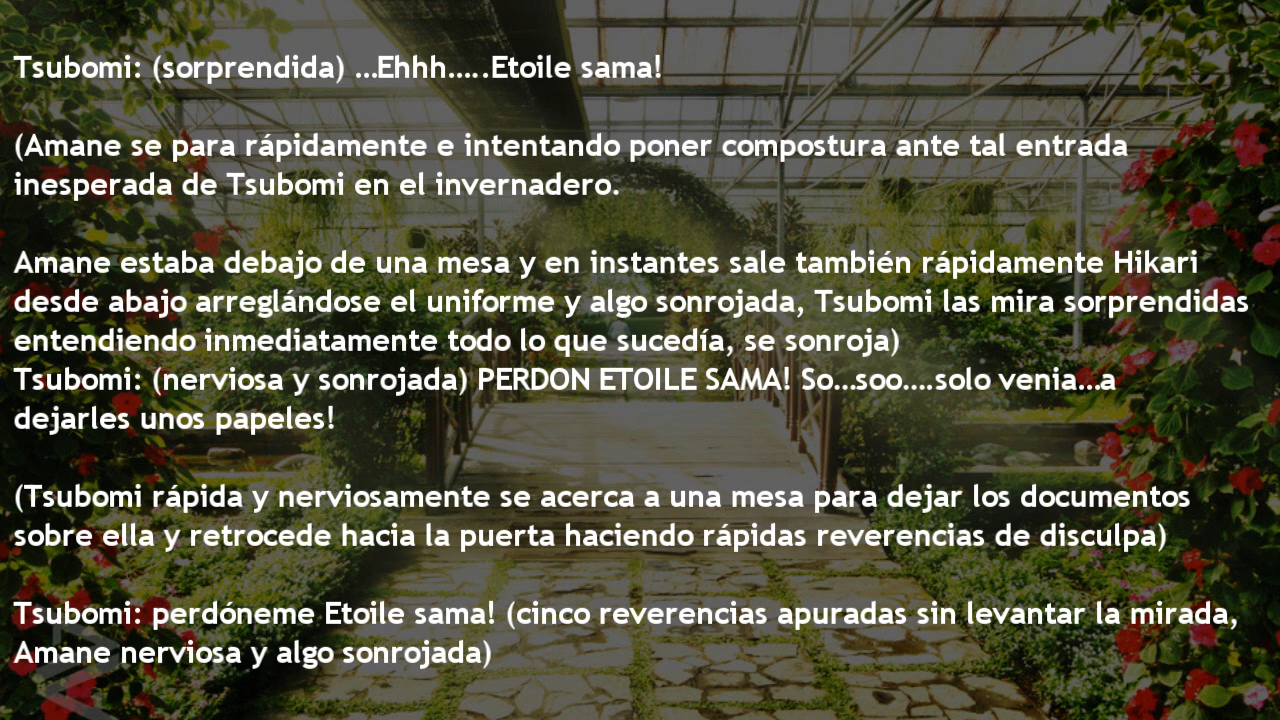 Tsubomi: (sorprendida) ...Ehhh.....Etoile sama!
(Amane se para rápidamente e intentando poner compostura ante tal entrada
inesperada de Tsubomi en el invernadero.
Amane estaba debajo de una mesa y en instantes sale también rápidamente Hikari
desde abajo arreglándose el uniforme y algo sonrojada, Tsubomi las mira sorprendidas
entendiendo inmediatamente todo lo que sucedía, se sonroja)
Tsubomi: (nerviosa y sonrojada) PERDON ETOILE SAMA! So...soo....solo venia...a
dejarles unos papeles!
(Tsubomi rápida y nerviosamente se acerca a una mesa para dejar los documentos
sobre ella y retrocede hacia la puerta haciendo rápidas reverencias de disculpa)
Tsubomi: perdóneme Etoile sama! (cinco reverencias apuradas sin levantar la mirada,
Amane nerviosa y algo sonrojada)